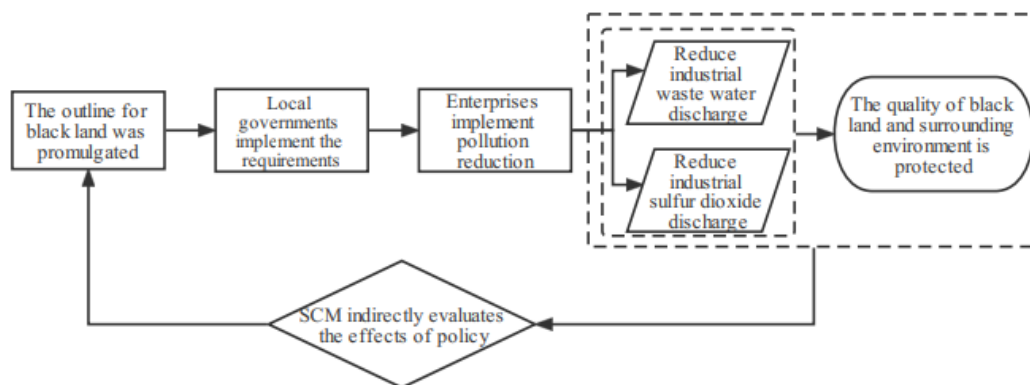 The outline for
black land was
promulgated
Local
governments
implement the
requirements
Enterprises
implement
pollution
reduction
Reduce
industrial
waste water
discharge
Reduce
industrial
sulfur dioxide
discharge
The quality of black
land and surrounding
environment is
protected
SCM indirectly evaluates
the effects of policy